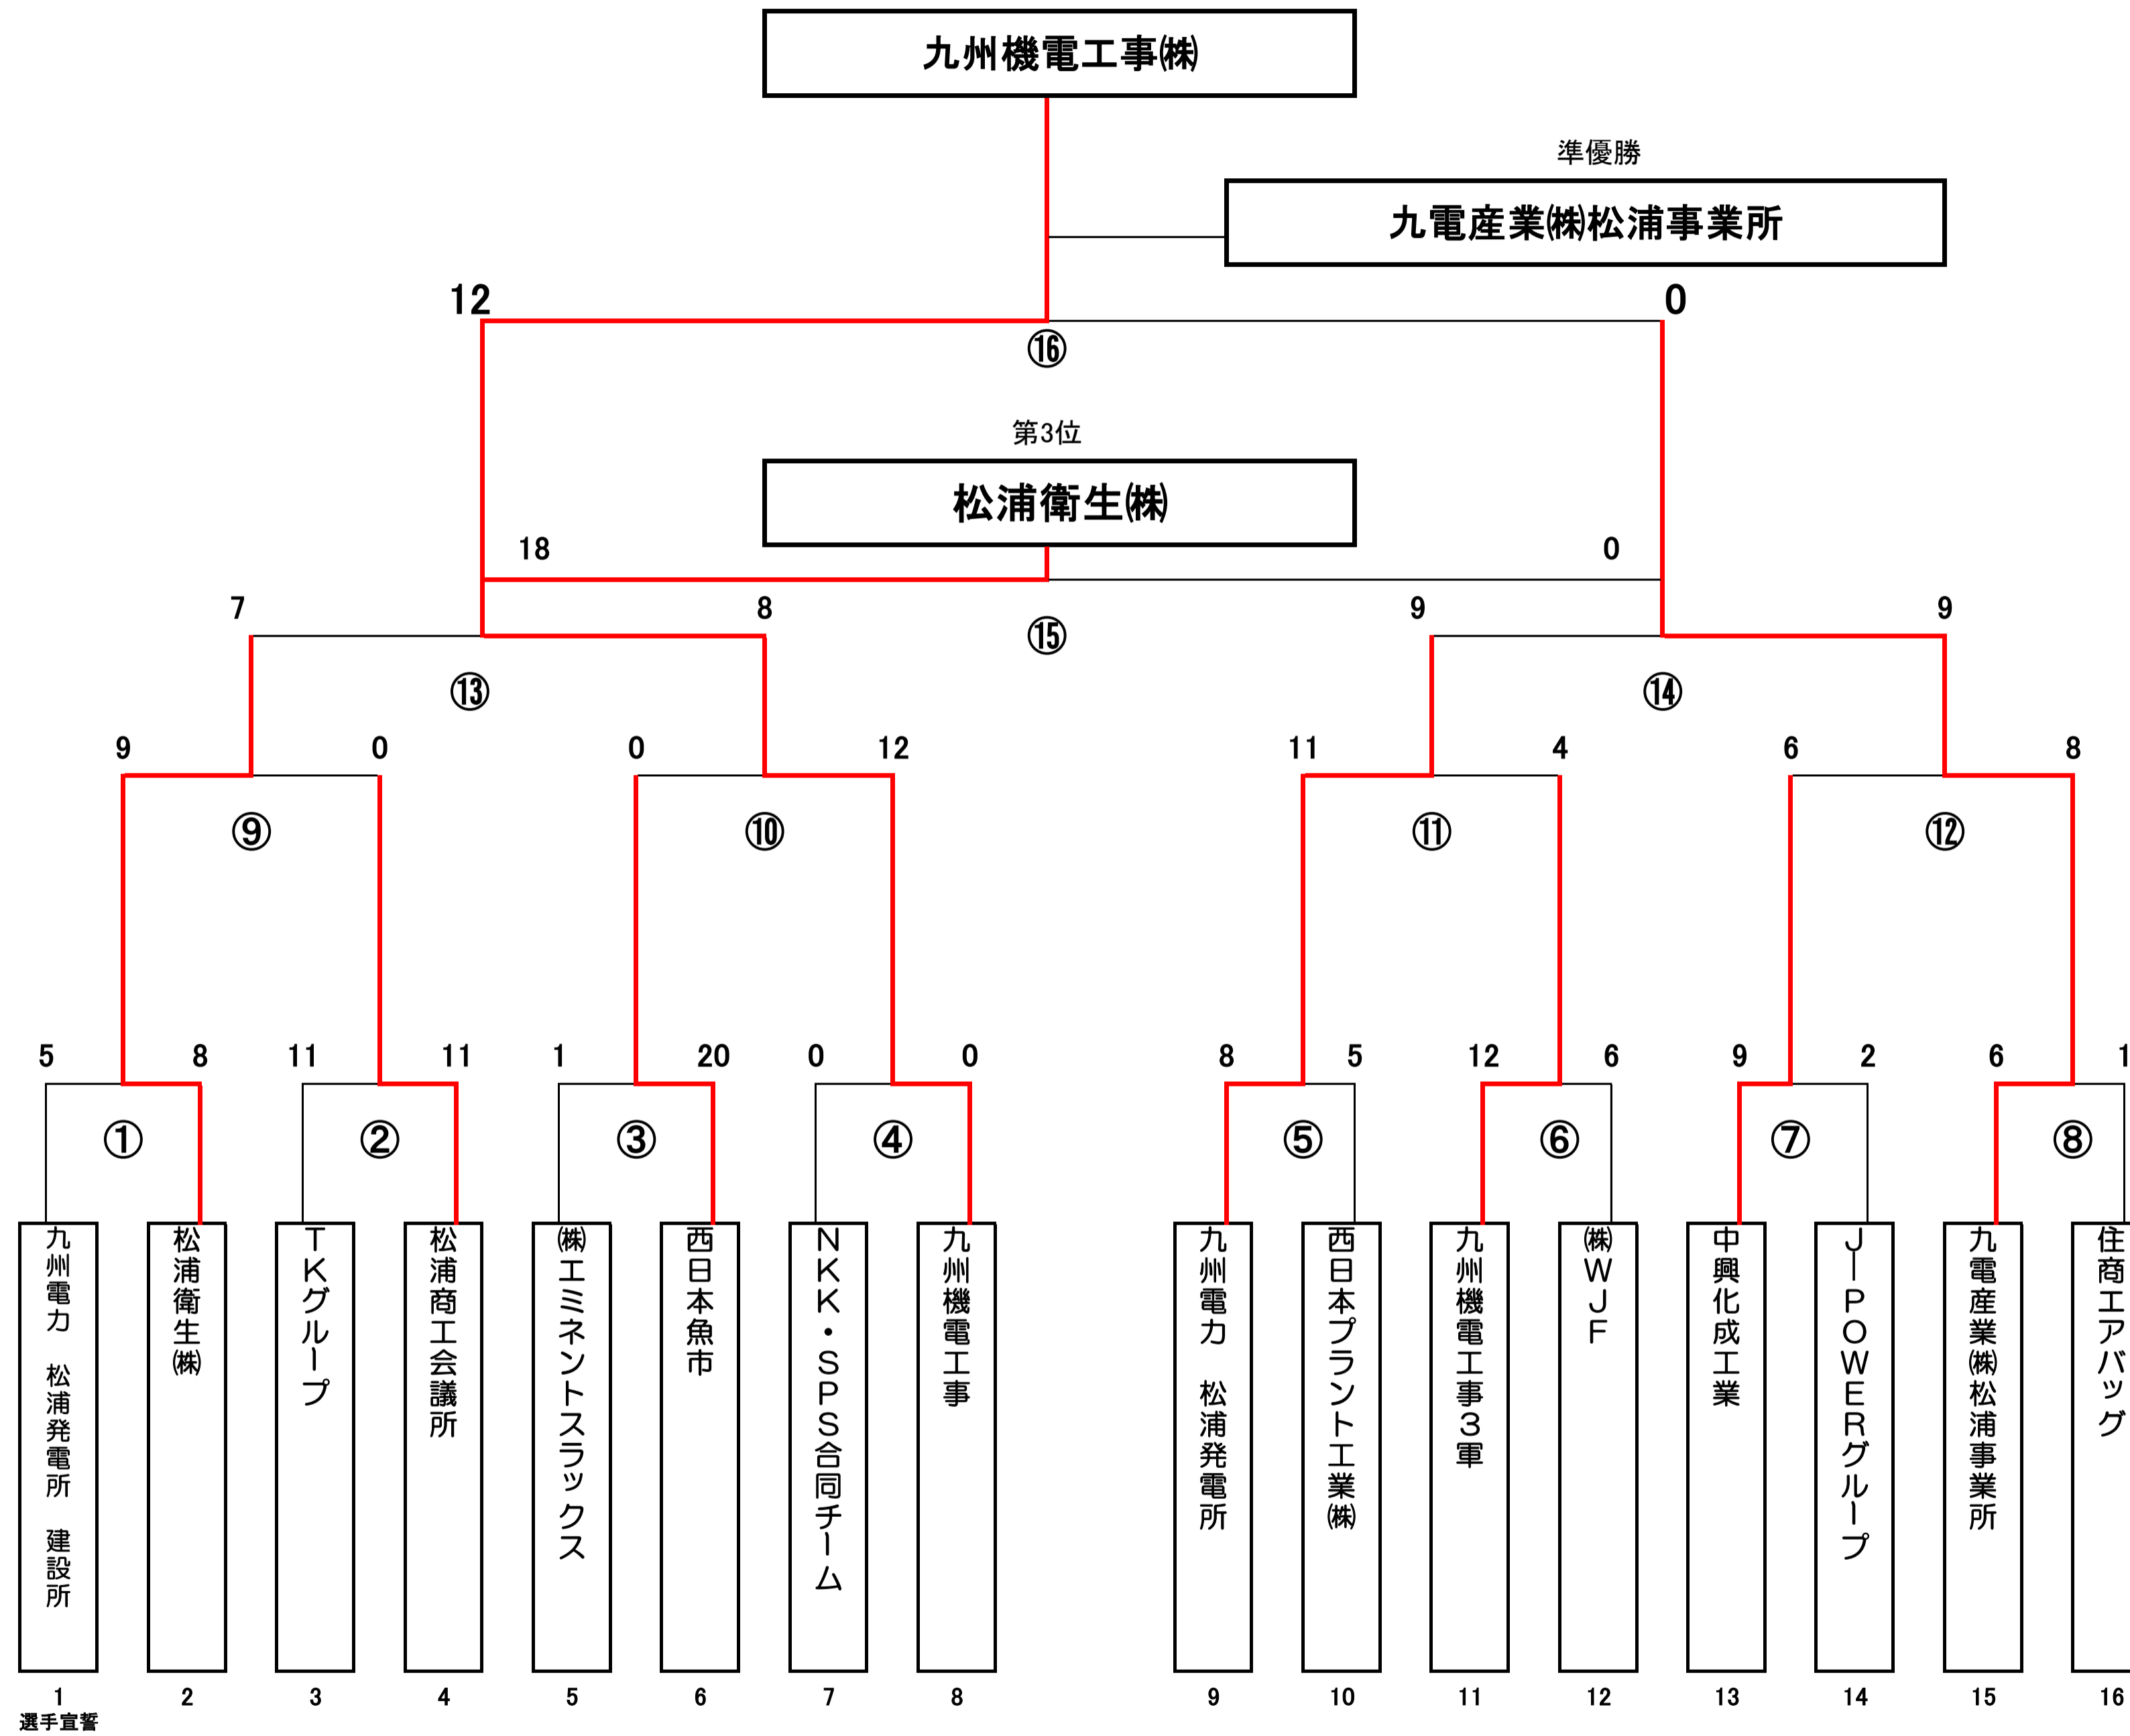 九州機電工事㈱
準優勝
九電産業㈱松浦事業所
12
0
⑯
第3位
松浦衛生㈱
18
0
7
8
⑮
9
9
⑬
⑭
9
0
0
12
11
4
6
8
⑨
⑩
⑪
⑫
5
8
11
11
1
20
0
0
8
5
12
6
9
2
6
1
①
②
③
④
⑤
⑥
⑦
⑧
九州電力 松浦発電所 建設所
松浦衛生㈱
TKグループ
松浦商工会議所
㈱エミネントスラックス
西日本魚市
NKK・SPS合同チーム
九州機電工事
九州電力 松浦発電所
西日本プラント工業㈱
九州機電工事3軍
㈱WJF
中興化成工業
J―POWERグループ
九電産業㈱松浦事業所
住商エアバッグ
1
2
3
4
5
6
7
8
9
10
11
12
13
14
15
16
選手宣誓